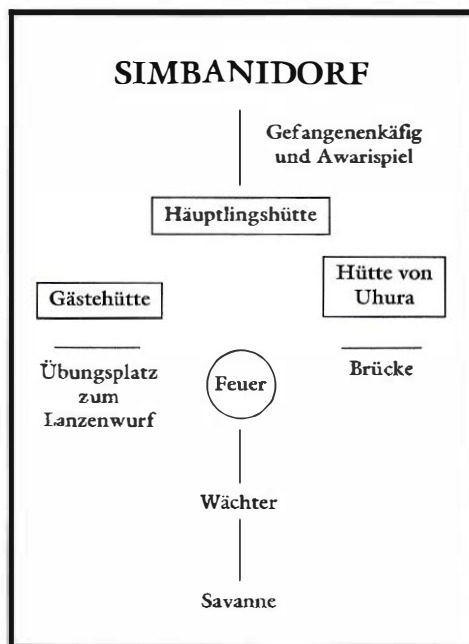 SIMBANIDORF
Gefangenenkäfig
und Awarispiel
Häuptlingshütte
Hütte von
Uhura
Gästehütte
Übungsplatz
zum
Lanzenwurf
Feuer
Brücke
Wächter
Savanne